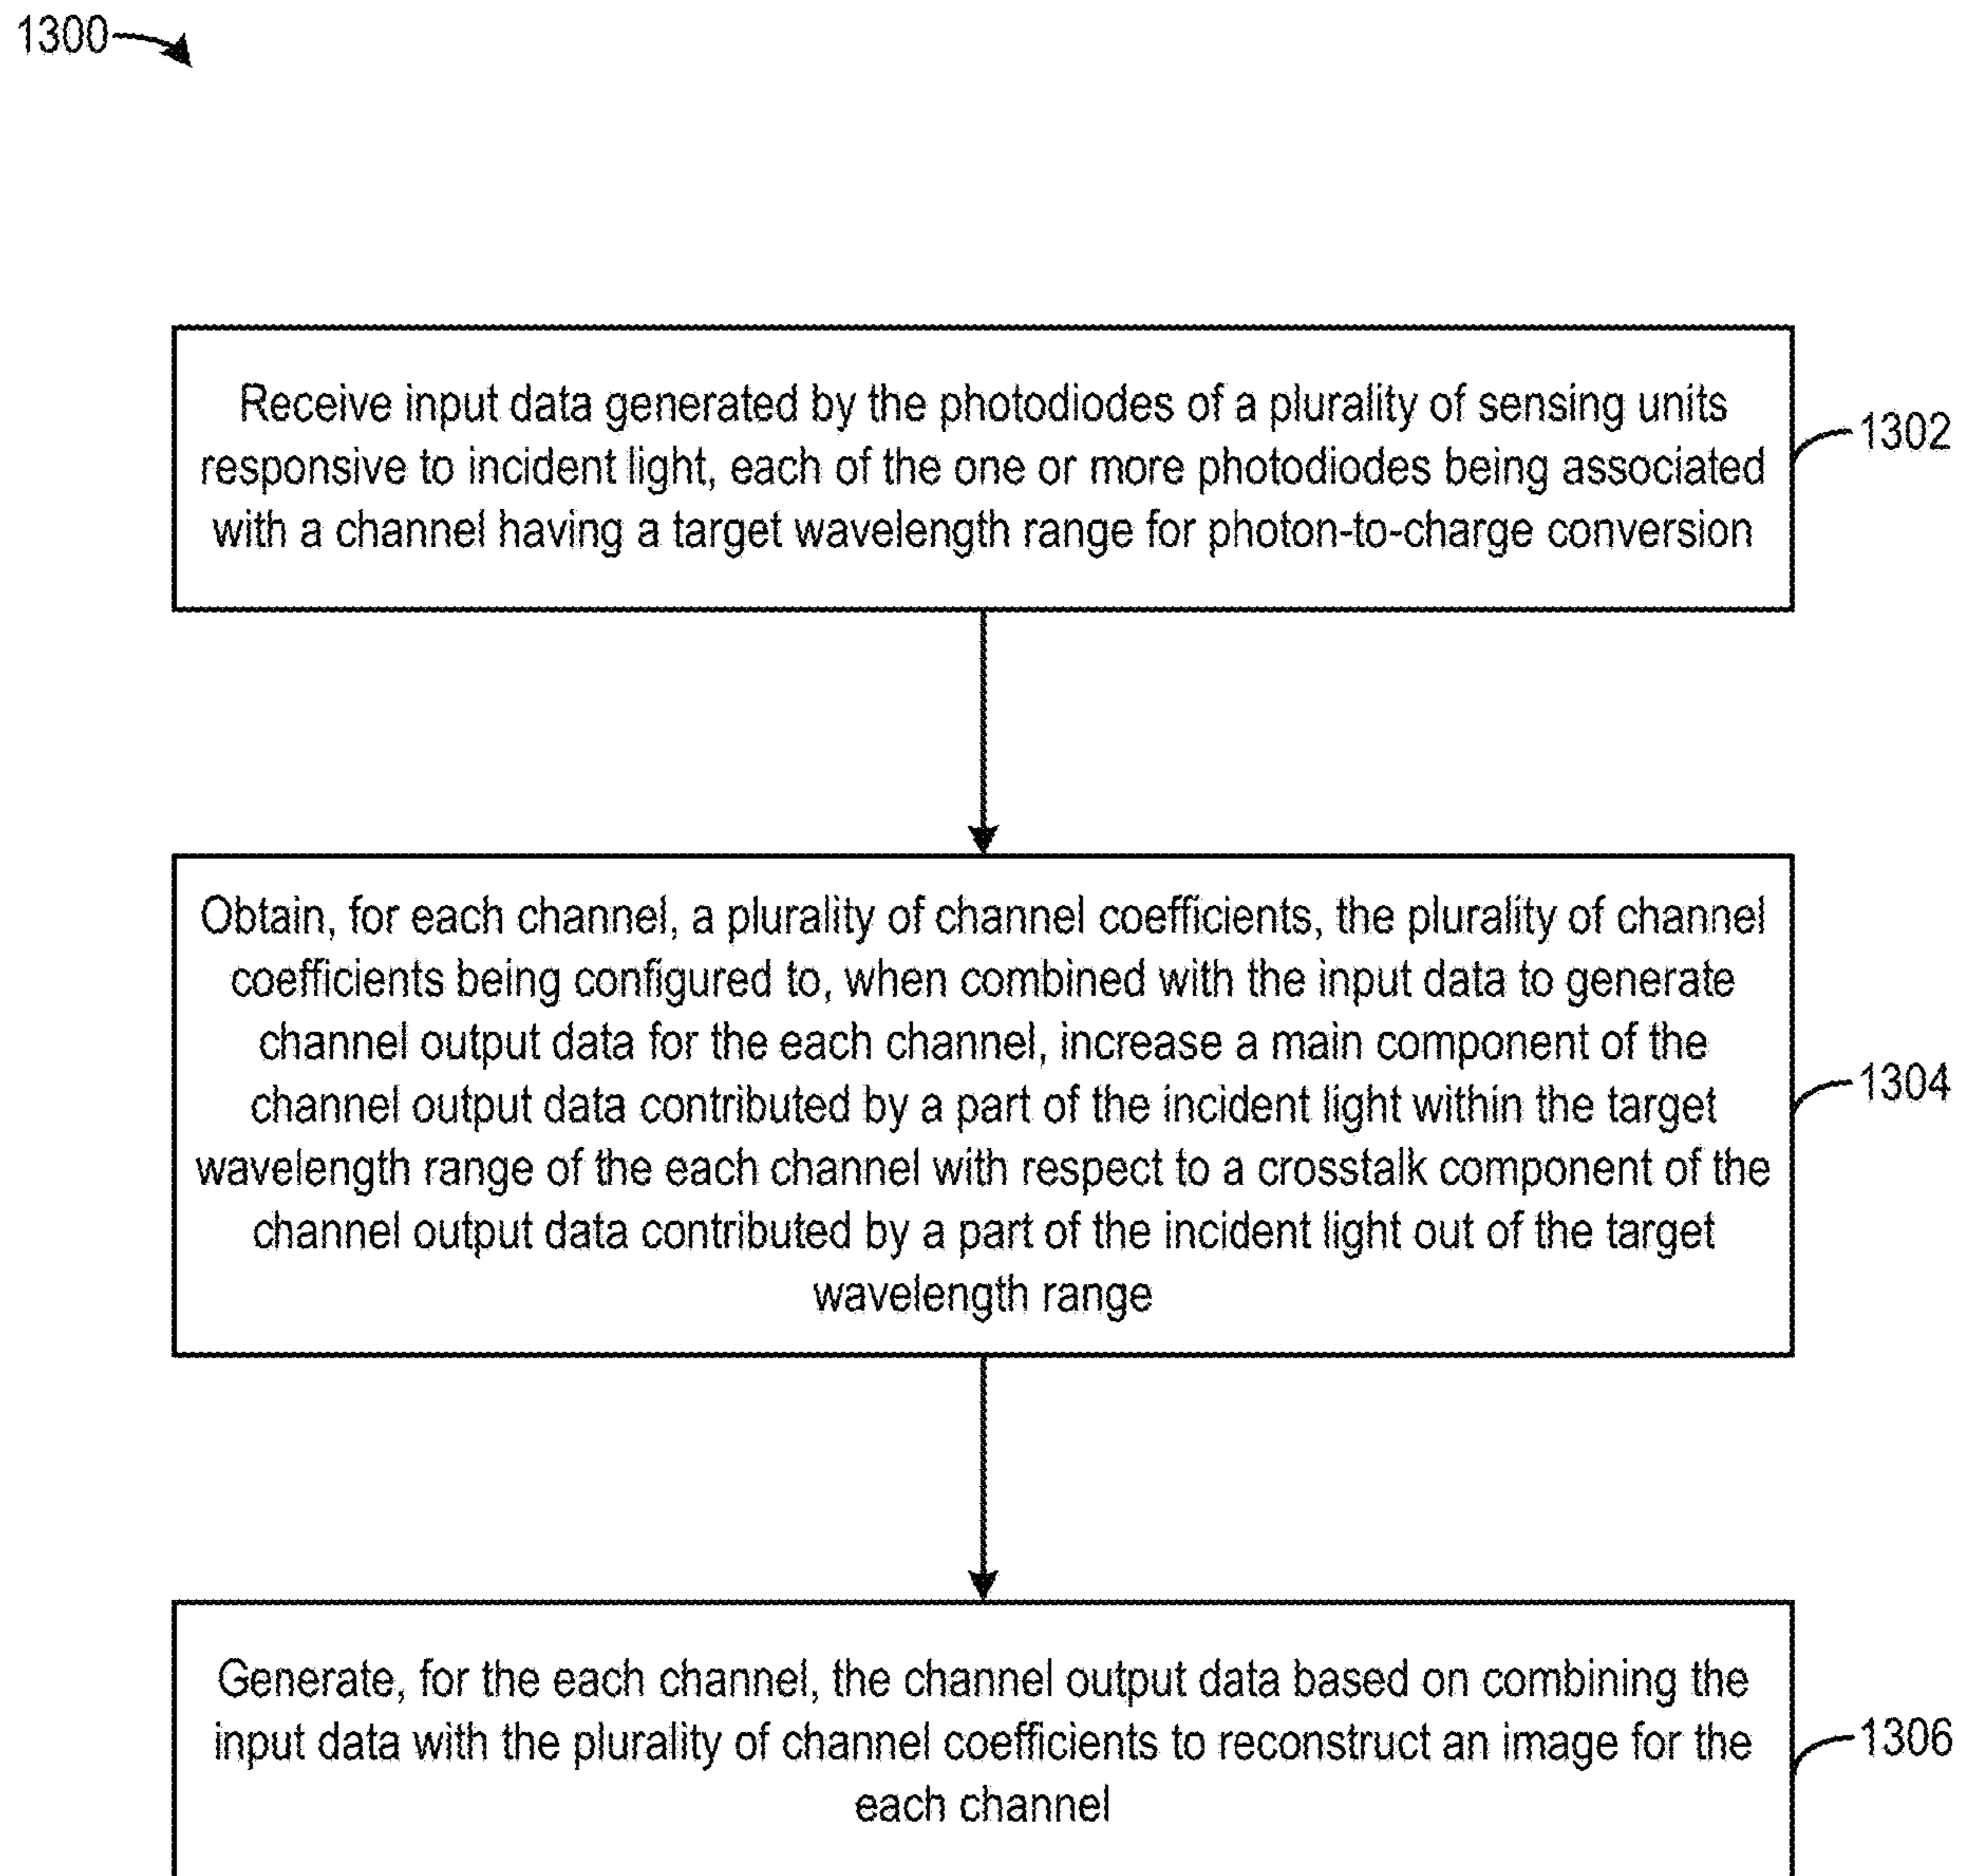 1300
Receive input data generated by the photodiodes of a plurality of sensing units
responsive to incident light, each of the one or more photodiodes being associated
with a channel having a target wavelength range for photon-to-charge conversion
1302
Obtain, for each channel, a plurality of channel coefficients, the plurality of channel
coefficients being configured to, when combined with the input data to generate
channel output data for the each channel, increase a main component of the
channel output data contributed by a part of the incident light within the target
wavelength range of the each channel with respect to a crosstalk component of the
channel output data contributed by a part of the incident light out of the target
wavelength range
1304
Generate, for the each channel, the channel output data based on combining the
input data with the plurality of channel coefficients to reconstruct an image for the
each channel
1306